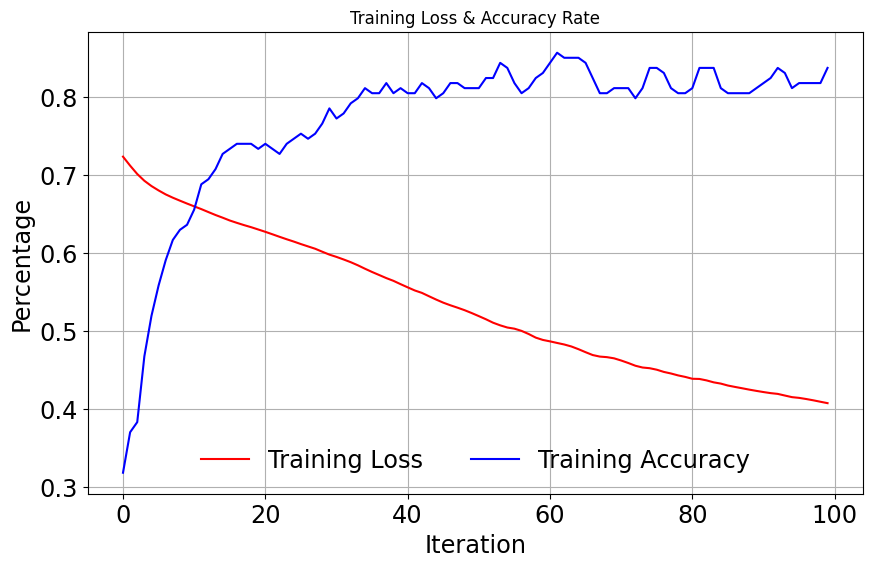 Training Loss & Accuracy Rate
Percentage
0.8
0.7
0.6
0.5
0.4
0.3
Training Loss
Training Accuracy
0 20 40 60 80 100
Iteration